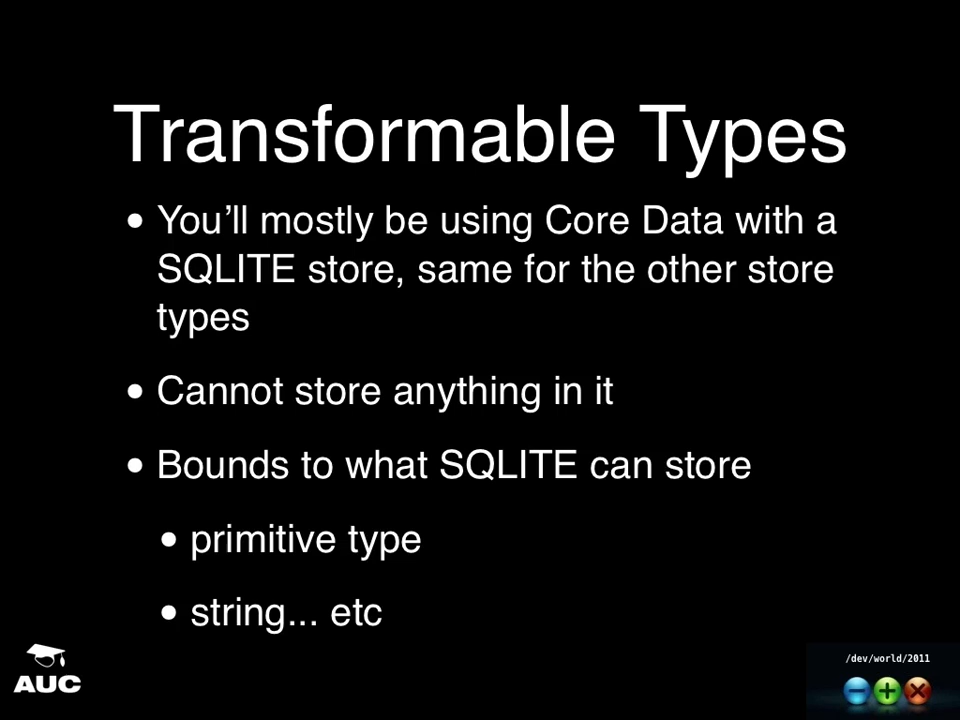 Transformable Types
• You’ll mostly be using Core Data with a
SQLITE store, same for the other store
types
• Cannot store anything in it
• Bounds to what SQLITE can store
• primitive type
• string... etc
AUC
/dev/world/2011